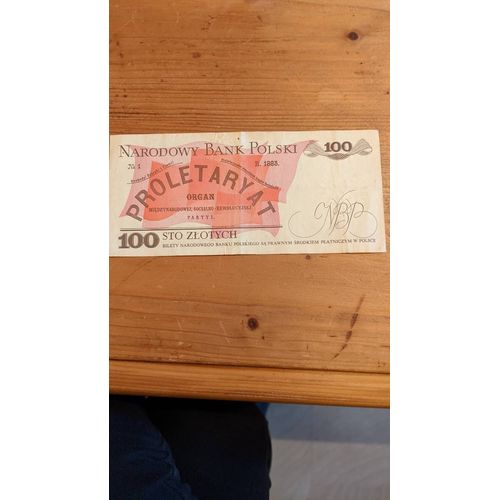 NARODOWY BANK POLSKI 100
№ 1 II. 1883.
PROLETARYAT
ORGAN
MIĘDZYNARODOWEJ SOCJALNO-REWOLUCYJNEJ
PARTYI.
NBP
100 STO ZŁOTYCH
BILETY NARODOWEGO BANKU POLSKIEGO SĄ PRAWNYM ŚRODKIEM PŁATNICZYM W POLSCE